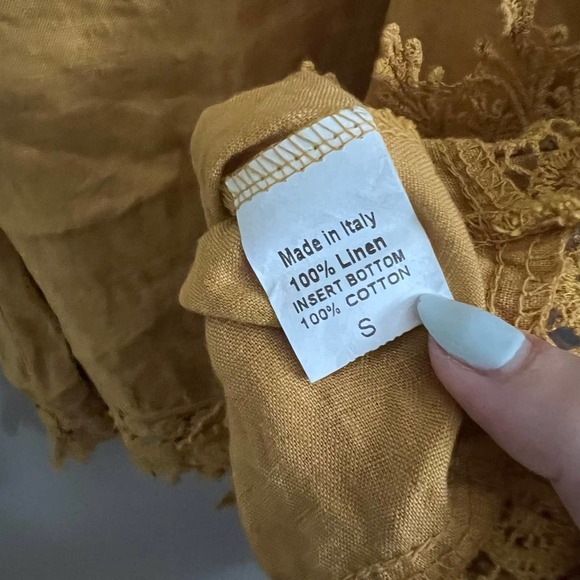 Made in Italy
100% Linen
INSERT BOTTOM
100% COTTON
S